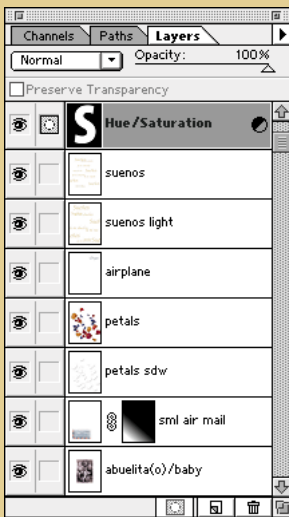 Channels Paths Layers
Normal Opacity: 100%
Preserve Transparency
S Hue/Saturation
suenos
suenos light
airplane
petals
petals sdw
sml air mail
abuelita(o)/baby